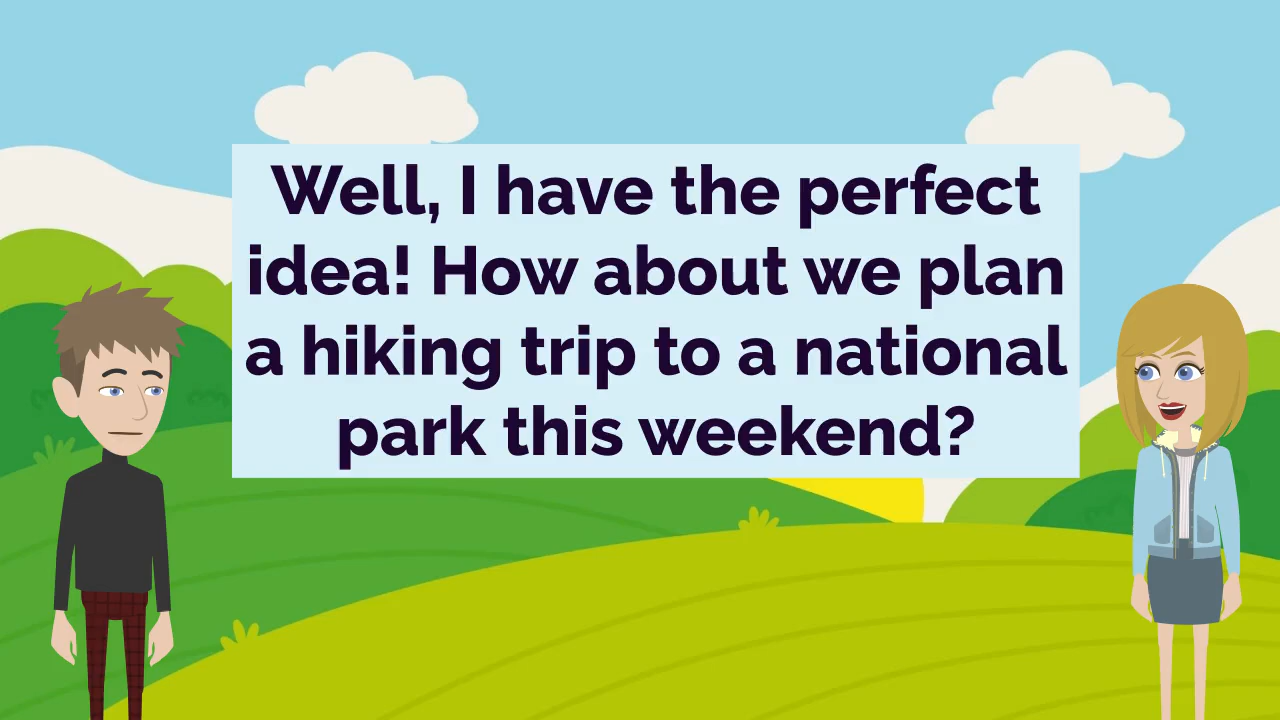 Well, I have the perfect
idea! How about we plan
a hiking trip to a national
park this weekend?